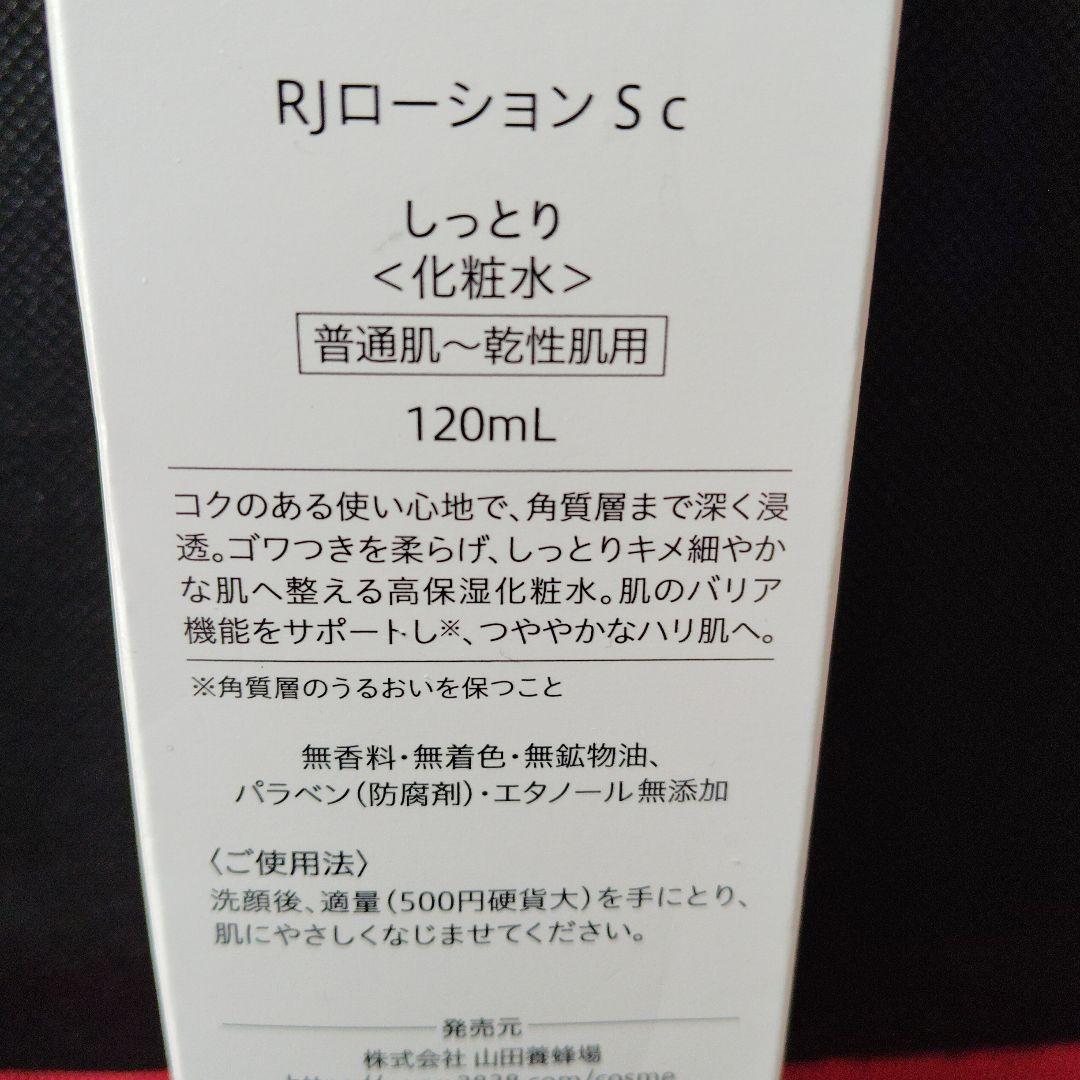 RJローション S c
しっとり
＜化粧水＞
普通肌～乾性肌用
120mL
コクのある使い心地で、角質層まで深く浸
透。ゴワつきを柔らげ、しっとりキメ細やか
な肌へ整える高保湿化粧水。肌のバリア
機能をサポートし※、つややかなハリ肌へ。
※角質層のうるおいを保つこと
無香料・無着色・無鉱物油、
パラベン（防腐剤）・エタノール無添加
〈ご使用法〉
洗顔後、適量（500円硬貨大）を手にとり、
肌にやさしくなじませてください。
発売元
株式会社 山田養蜂場